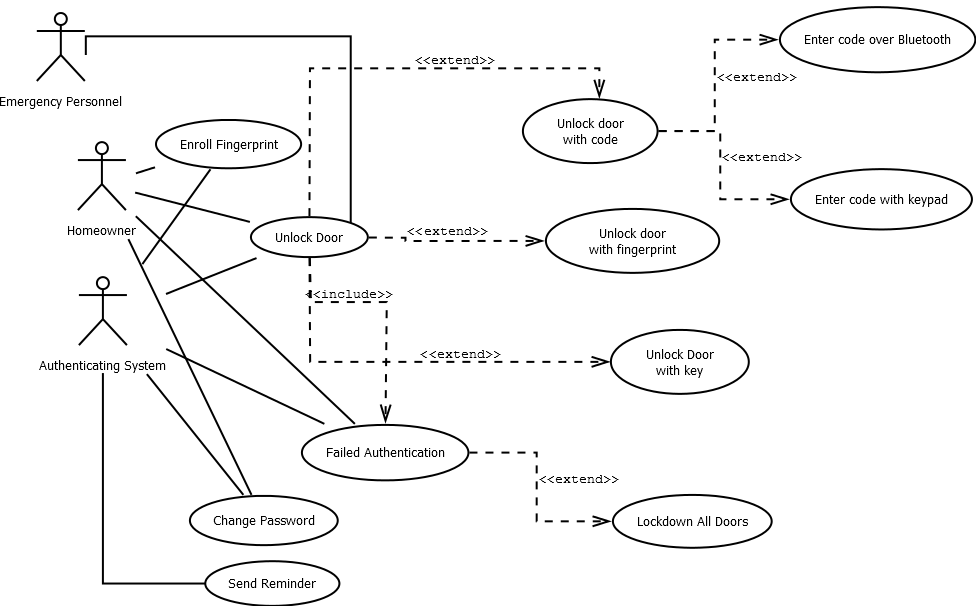 Emergency Personnel
Homeowner
Authenticating System
Enroll Fingerprint
Unlock Door
<<extend>>
Unlock door
with code
<<extend>>
Enter code over Bluetooth
<<extend>>
Enter code with keypad
<<extend>>
Unlock door
with fingerprint
<<include>>
<<extend>>
Unlock Door
with key
Failed Authentication
<<extend>>
Lockdown All Doors
Change Password
Send Reminder